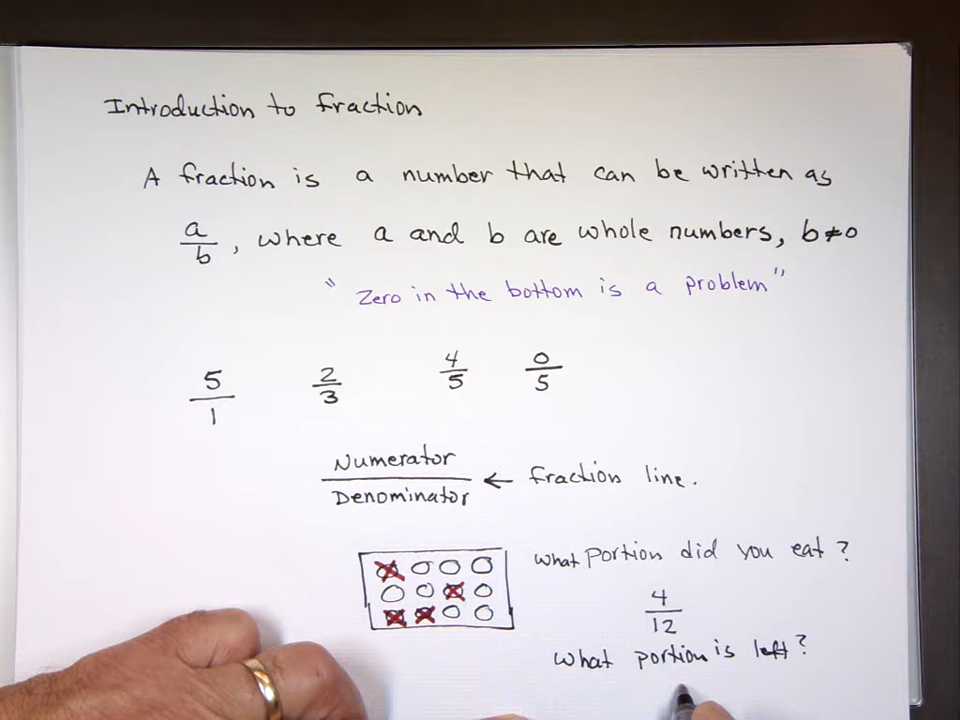 Introduction to fraction
A fraction is a number that can be written as
a/b, where a and b are whole numbers, b≠0
"Zero in the bottom is a problem"
5/1 2/3 4/5 0/5
Numerator/Denominator ← fraction line.
What portion did you eat?
4/12
What portion is left?